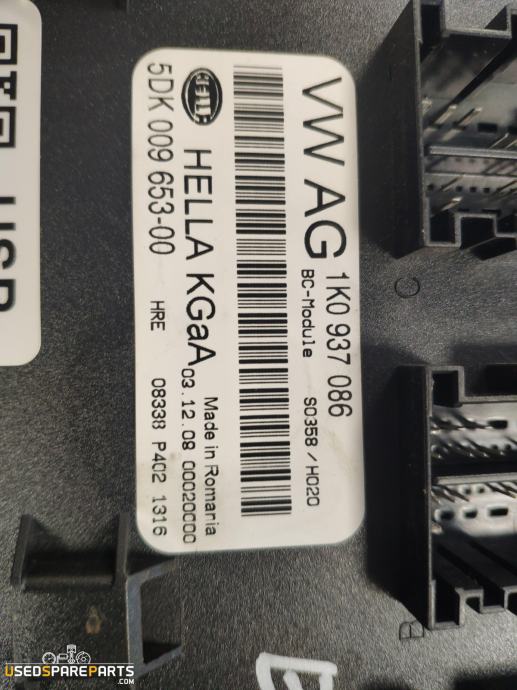 VW AG 1K0 937 086
BC-Module S0358/H020
HELLA
HELLA KGaA Made in Romania
03.12.08 00020000
5DK 009 653-00 HRE 08338 P402 1316
C
B
USEDSPAREPARTS
.COM